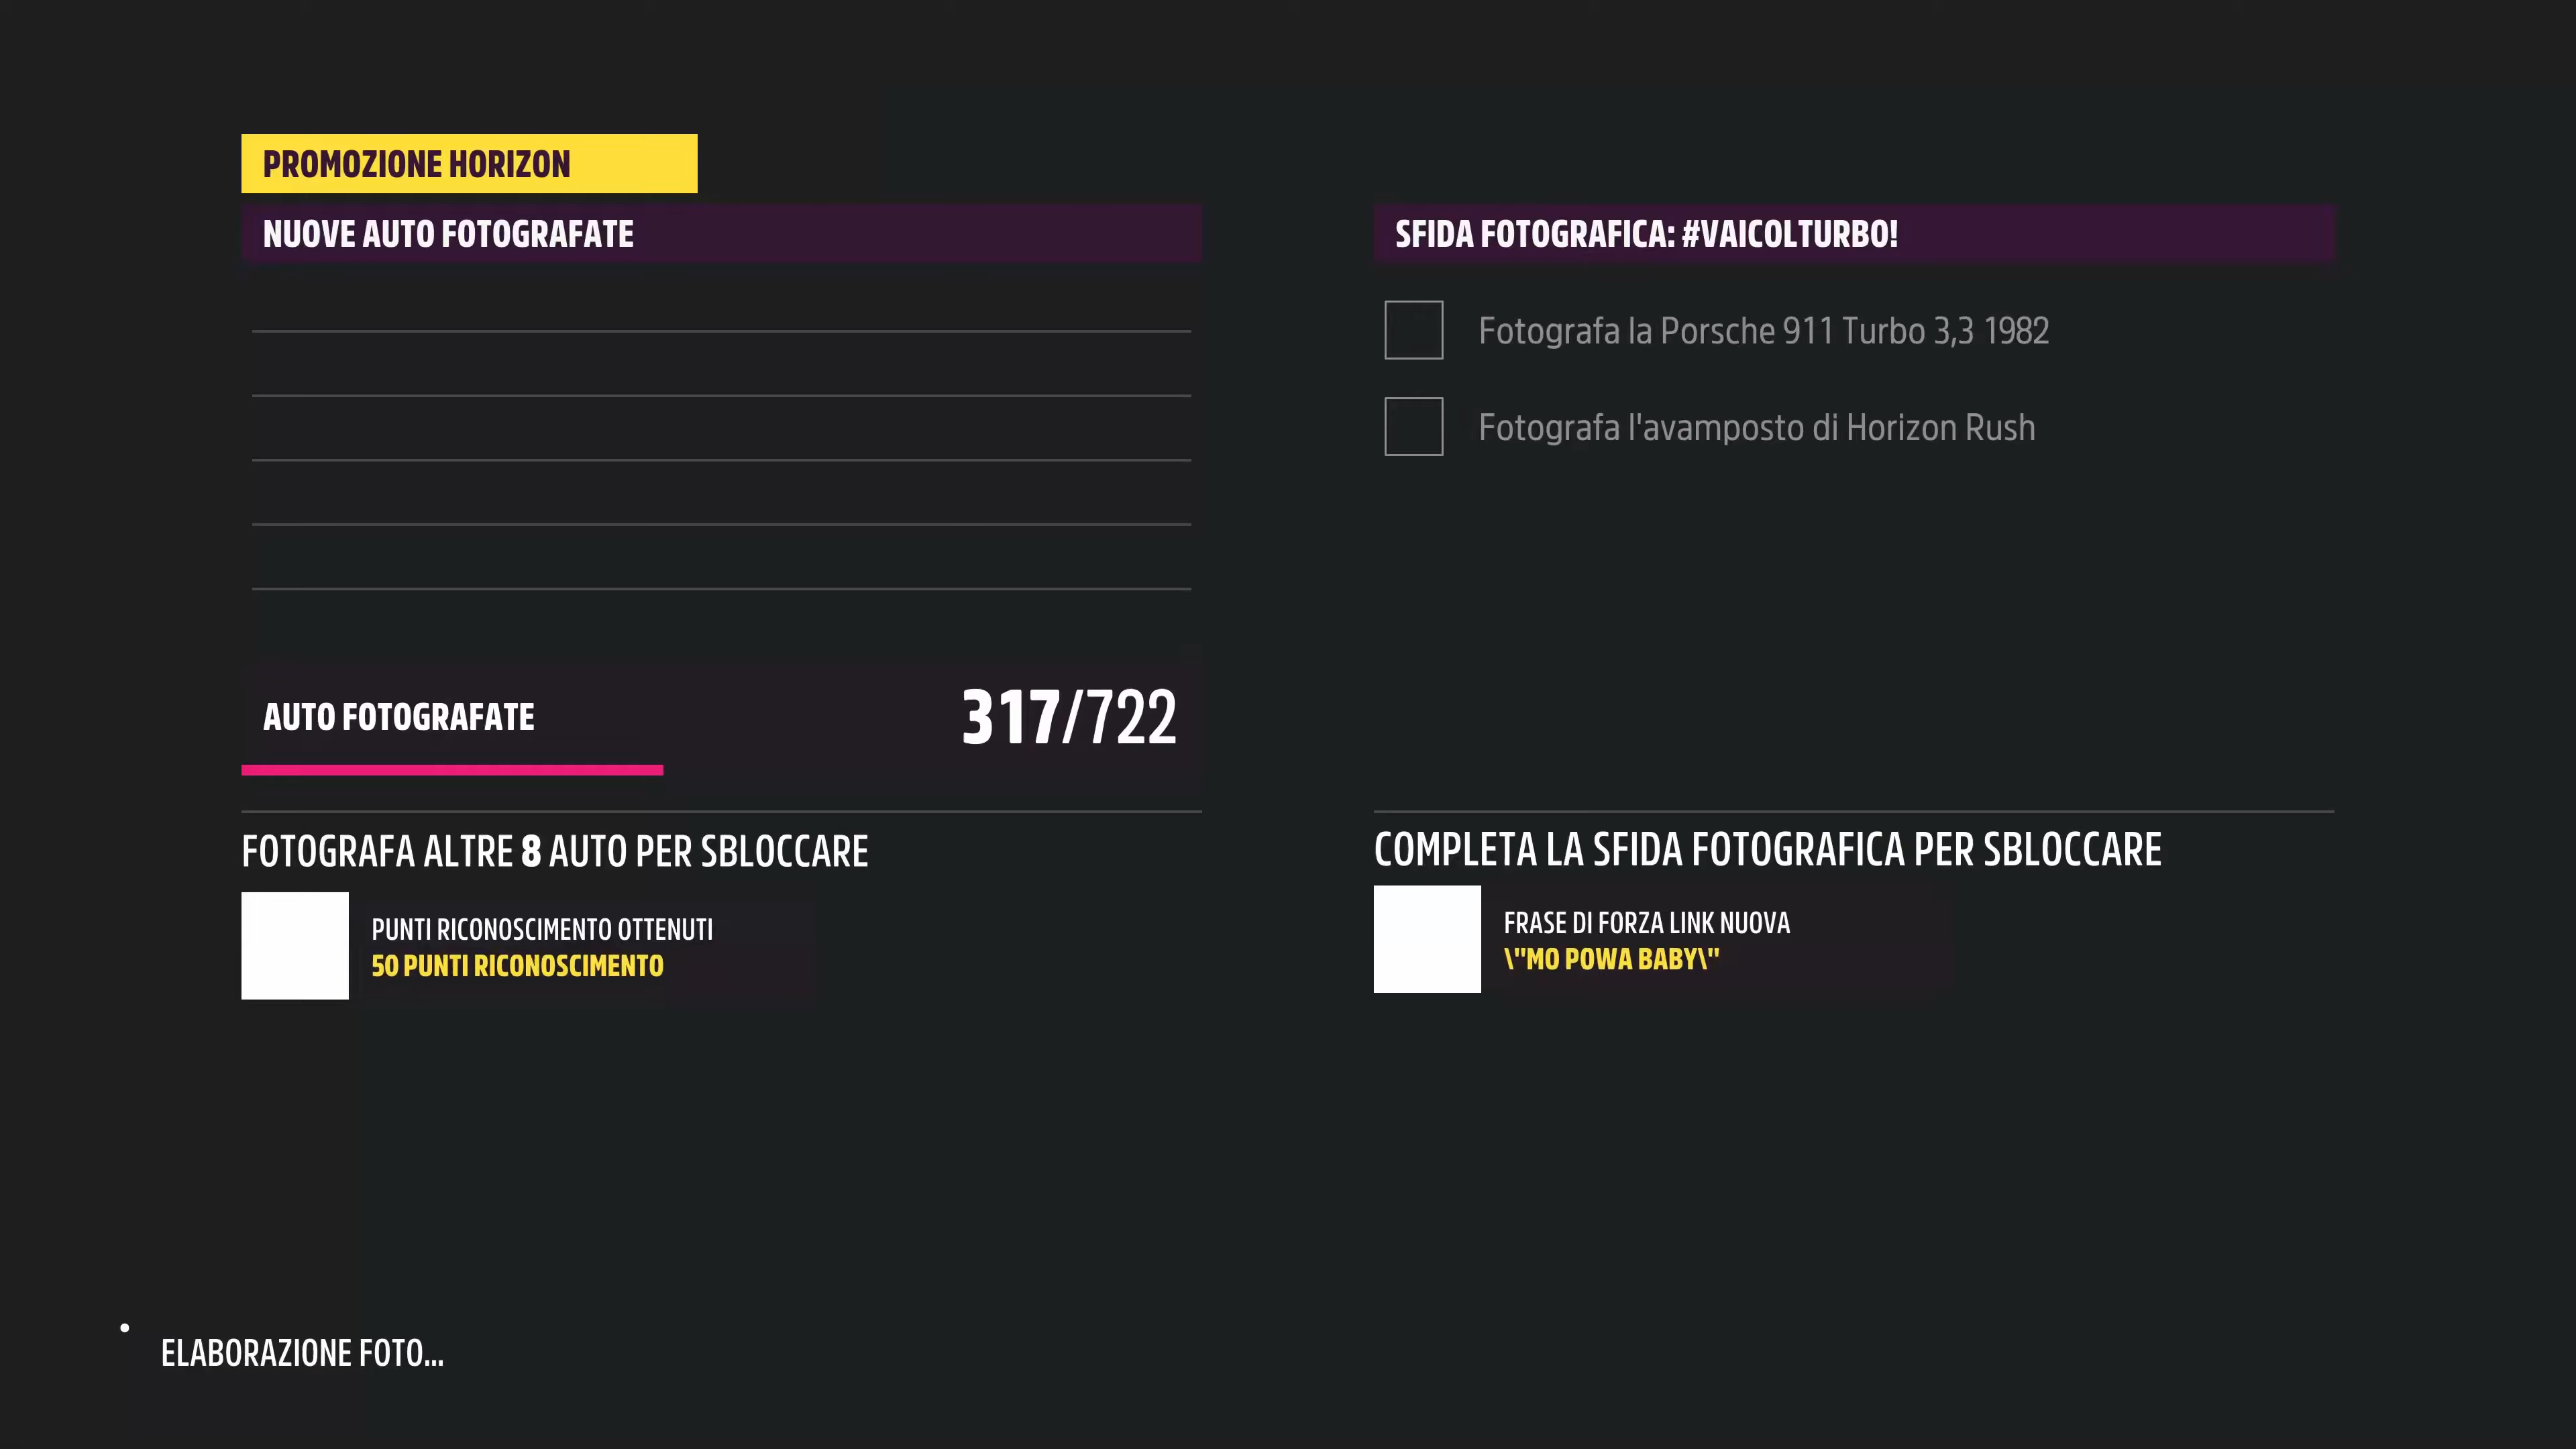 PROMOZIONE HORIZON
NUOVE AUTO FOTOGRAFATE
AUTO FOTOGRAFATE
317/722
FOTOGRAFA ALTRE 8 AUTO PER SBLOCCARE
PUNTI RICONOSCIMENTO OTTENUTI
50 PUNTI RICONOSCIMENTO
SFIDA FOTOGRAFICA: #VAICOLTURBO!
Fotografa la Porsche 911 Turbo 3,3 1982
Fotografa l'avamposto di Horizon Rush
COMPLETA LA SFIDA FOTOGRAFICA PER SBLOCCARE
FRASE DI FORZA LINK NUOVA
\"MO POWA BABY\"
ELABORAZIONE FOTO...